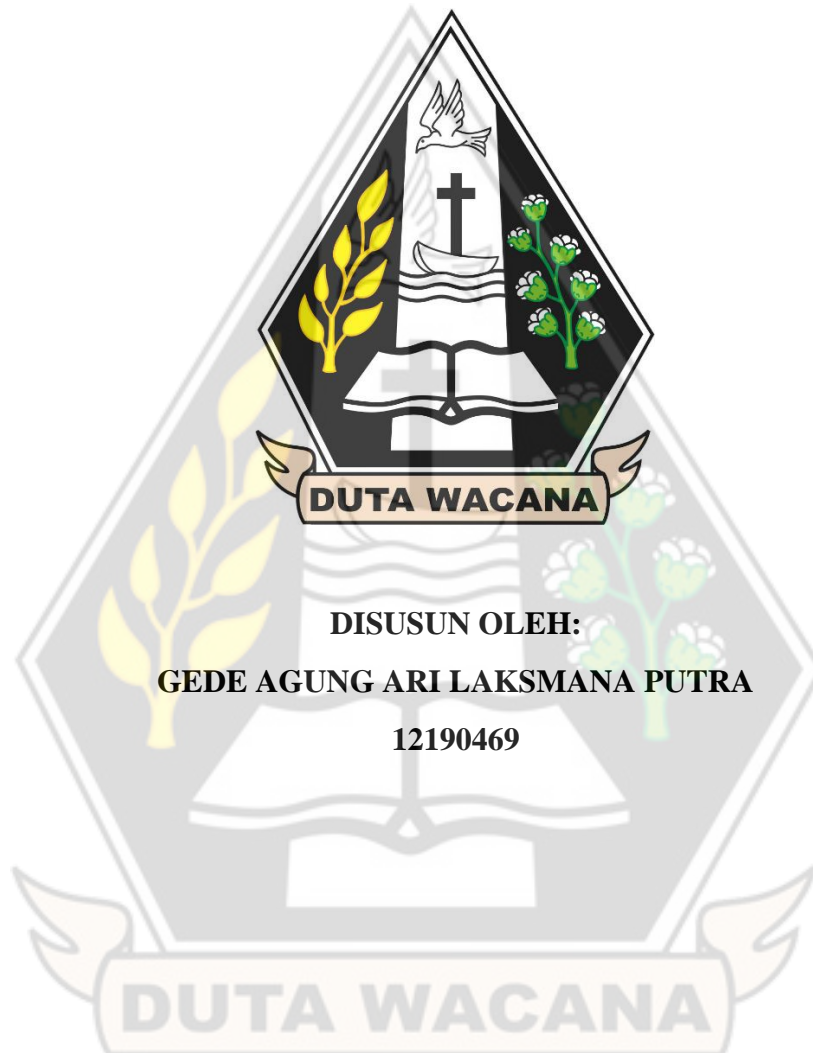 DUTA WACANA
DISUSUN OLEH:
GEDE AGUNG ARI LAKSMANA PUTRA
12190469
DUTA WACANA